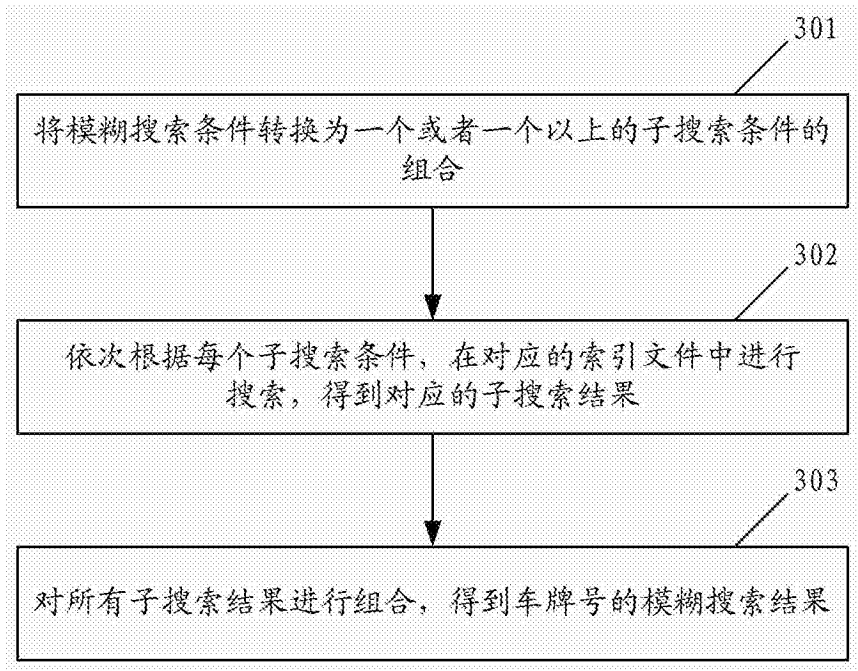 301
将模糊搜索条件转换为一个或者一个以上的子搜索条件的
组合
302
依次根据每个子搜索条件，在对应的索引文件中进行
搜索，得到对应的子搜索结果
303
对所有子搜索结果进行组合，得到车牌号的模糊搜索结果